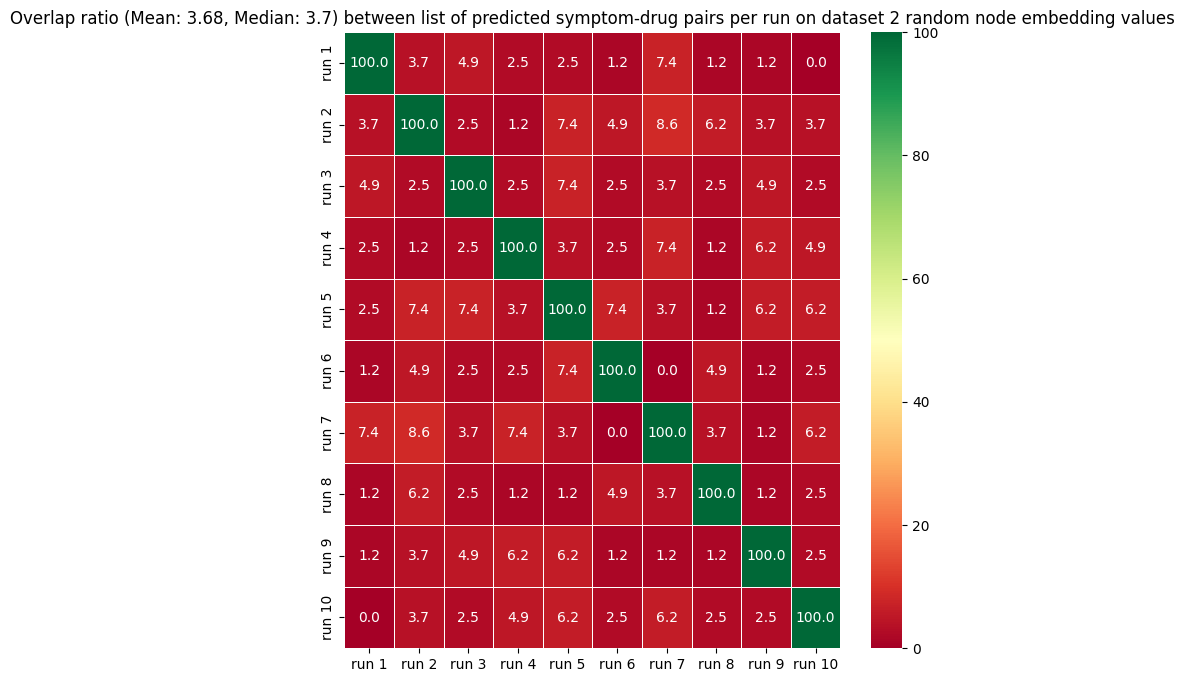 Overlap ratio (Mean: 3.68, Median: 3.7) between list of predicted symptom-drug pairs per run on dataset 2 random node embedding values
run 1 100.0 3.7 4.9 2.5 2.5 1.2 7.4 1.2 1.2 0.0
run 2 3.7 100.0 2.5 1.2 7.4 4.9 8.6 6.2 3.7 3.7
run 3 4.9 2.5 100.0 2.5 7.4 2.5 3.7 2.5 4.9 2.5
run 4 2.5 1.2 2.5 100.0 3.7 2.5 7.4 1.2 6.2 4.9
run 5 2.5 7.4 7.4 3.7 100.0 7.4 3.7 1.2 6.2 6.2
run 6 1.2 4.9 2.5 2.5 7.4 100.0 0.0 4.9 1.2 2.5
run 7 7.4 8.6 3.7 7.4 3.7 0.0 100.0 3.7 1.2 6.2
run 8 1.2 6.2 2.5 1.2 1.2 4.9 3.7 100.0 1.2 2.5
run 9 1.2 3.7 4.9 6.2 6.2 1.2 1.2 1.2 100.0 2.5
run 10 0.0 3.7 2.5 4.9 6.2 2.5 6.2 2.5 2.5 100.0
run 1 run 2 run 3 run 4 run 5 run 6 run 7 run 8 run 9 run 10
100
80
60
40
20
0